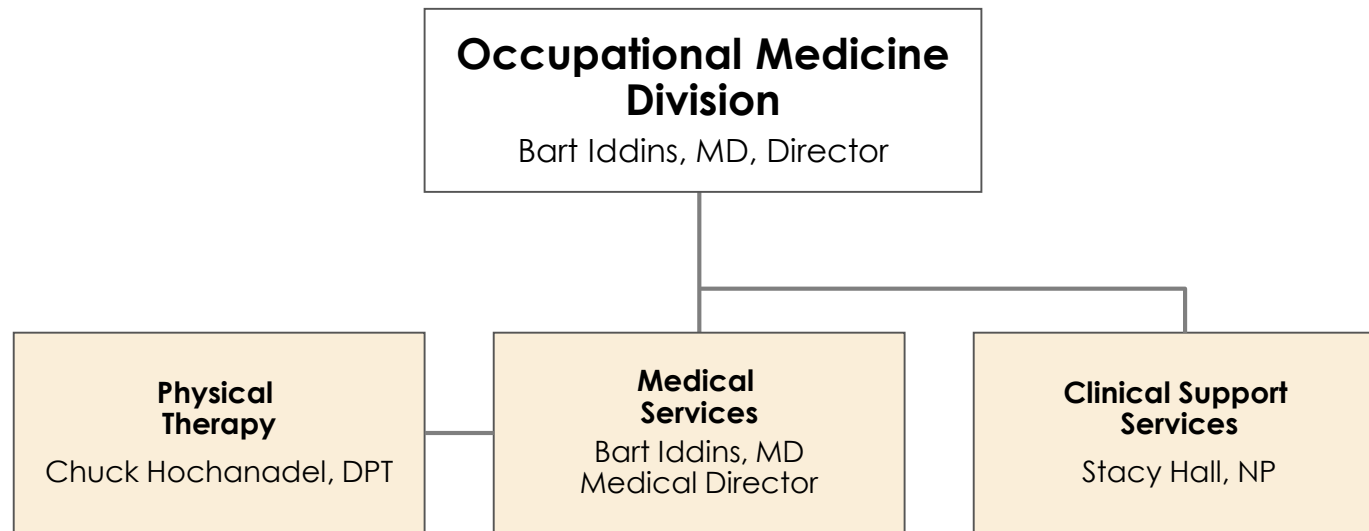 Occupational Medicine
Division
Bart Iddins, MD, Director
Physical
Therapy
Chuck Hochanadel, DPT
Medical
Services
Bart Iddins, MD
Medical Director
Clinical Support
Services
Stacy Hall, NP